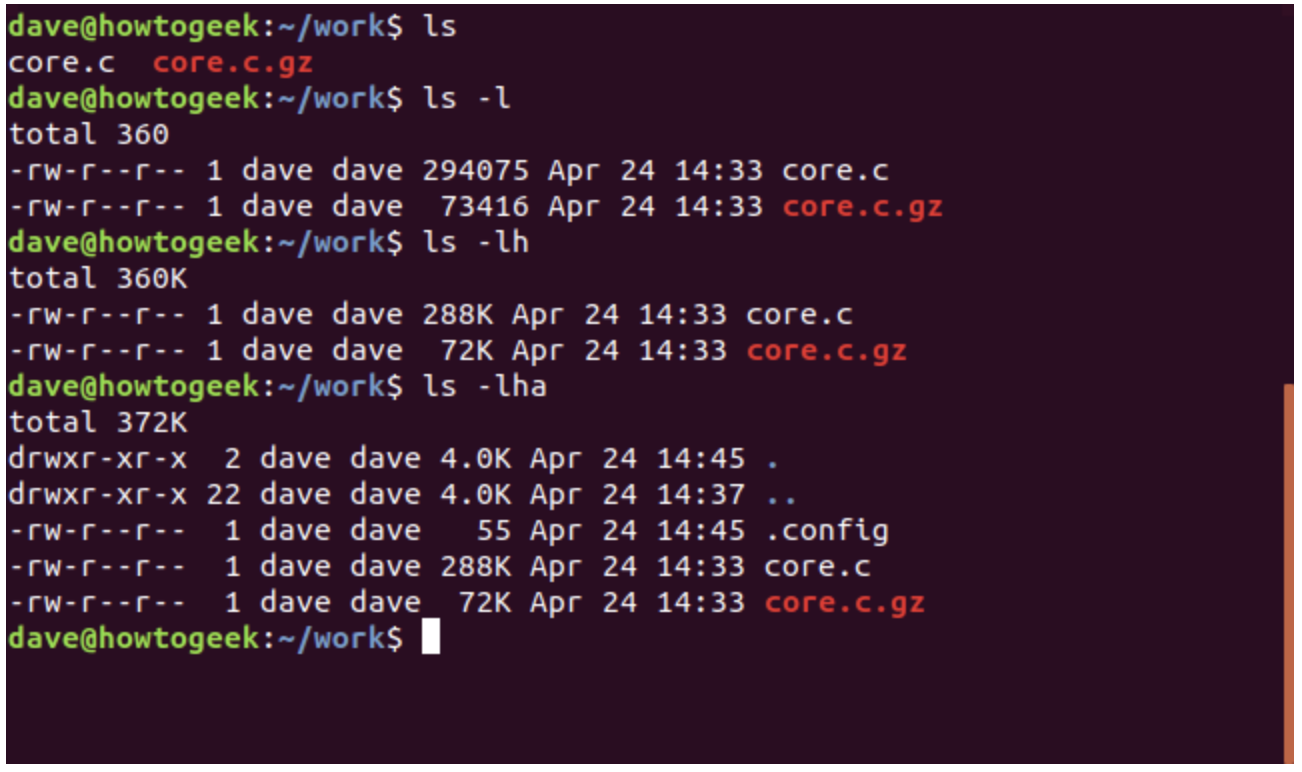 dave@howtogeek:~/work$ ls
core.c  core.c.gz
dave@howtogeek:~/work$ ls -l
total 360
-rw-r--r-- 1 dave dave 294075 Apr 24 14:33 core.c
-rw-r--r-- 1 dave dave  73416 Apr 24 14:33 core.c.gz
dave@howtogeek:~/work$ ls -lh
total 360K
-rw-r--r-- 1 dave dave 288K Apr 24 14:33 core.c
-rw-r--r-- 1 dave dave  72K Apr 24 14:33 core.c.gz
dave@howtogeek:~/work$ ls -lha
total 372K
drwxr-xr-x  2 dave dave 4.0K Apr 24 14:45 .
drwxr-xr-x 22 dave dave 4.0K Apr 24 14:37 ..
-rw-r--r--  1 dave dave   55 Apr 24 14:45 .config
-rw-r--r--  1 dave dave 288K Apr 24 14:33 core.c
-rw-r--r--  1 dave dave  72K Apr 24 14:33 core.c.gz
dave@howtogeek:~/work$